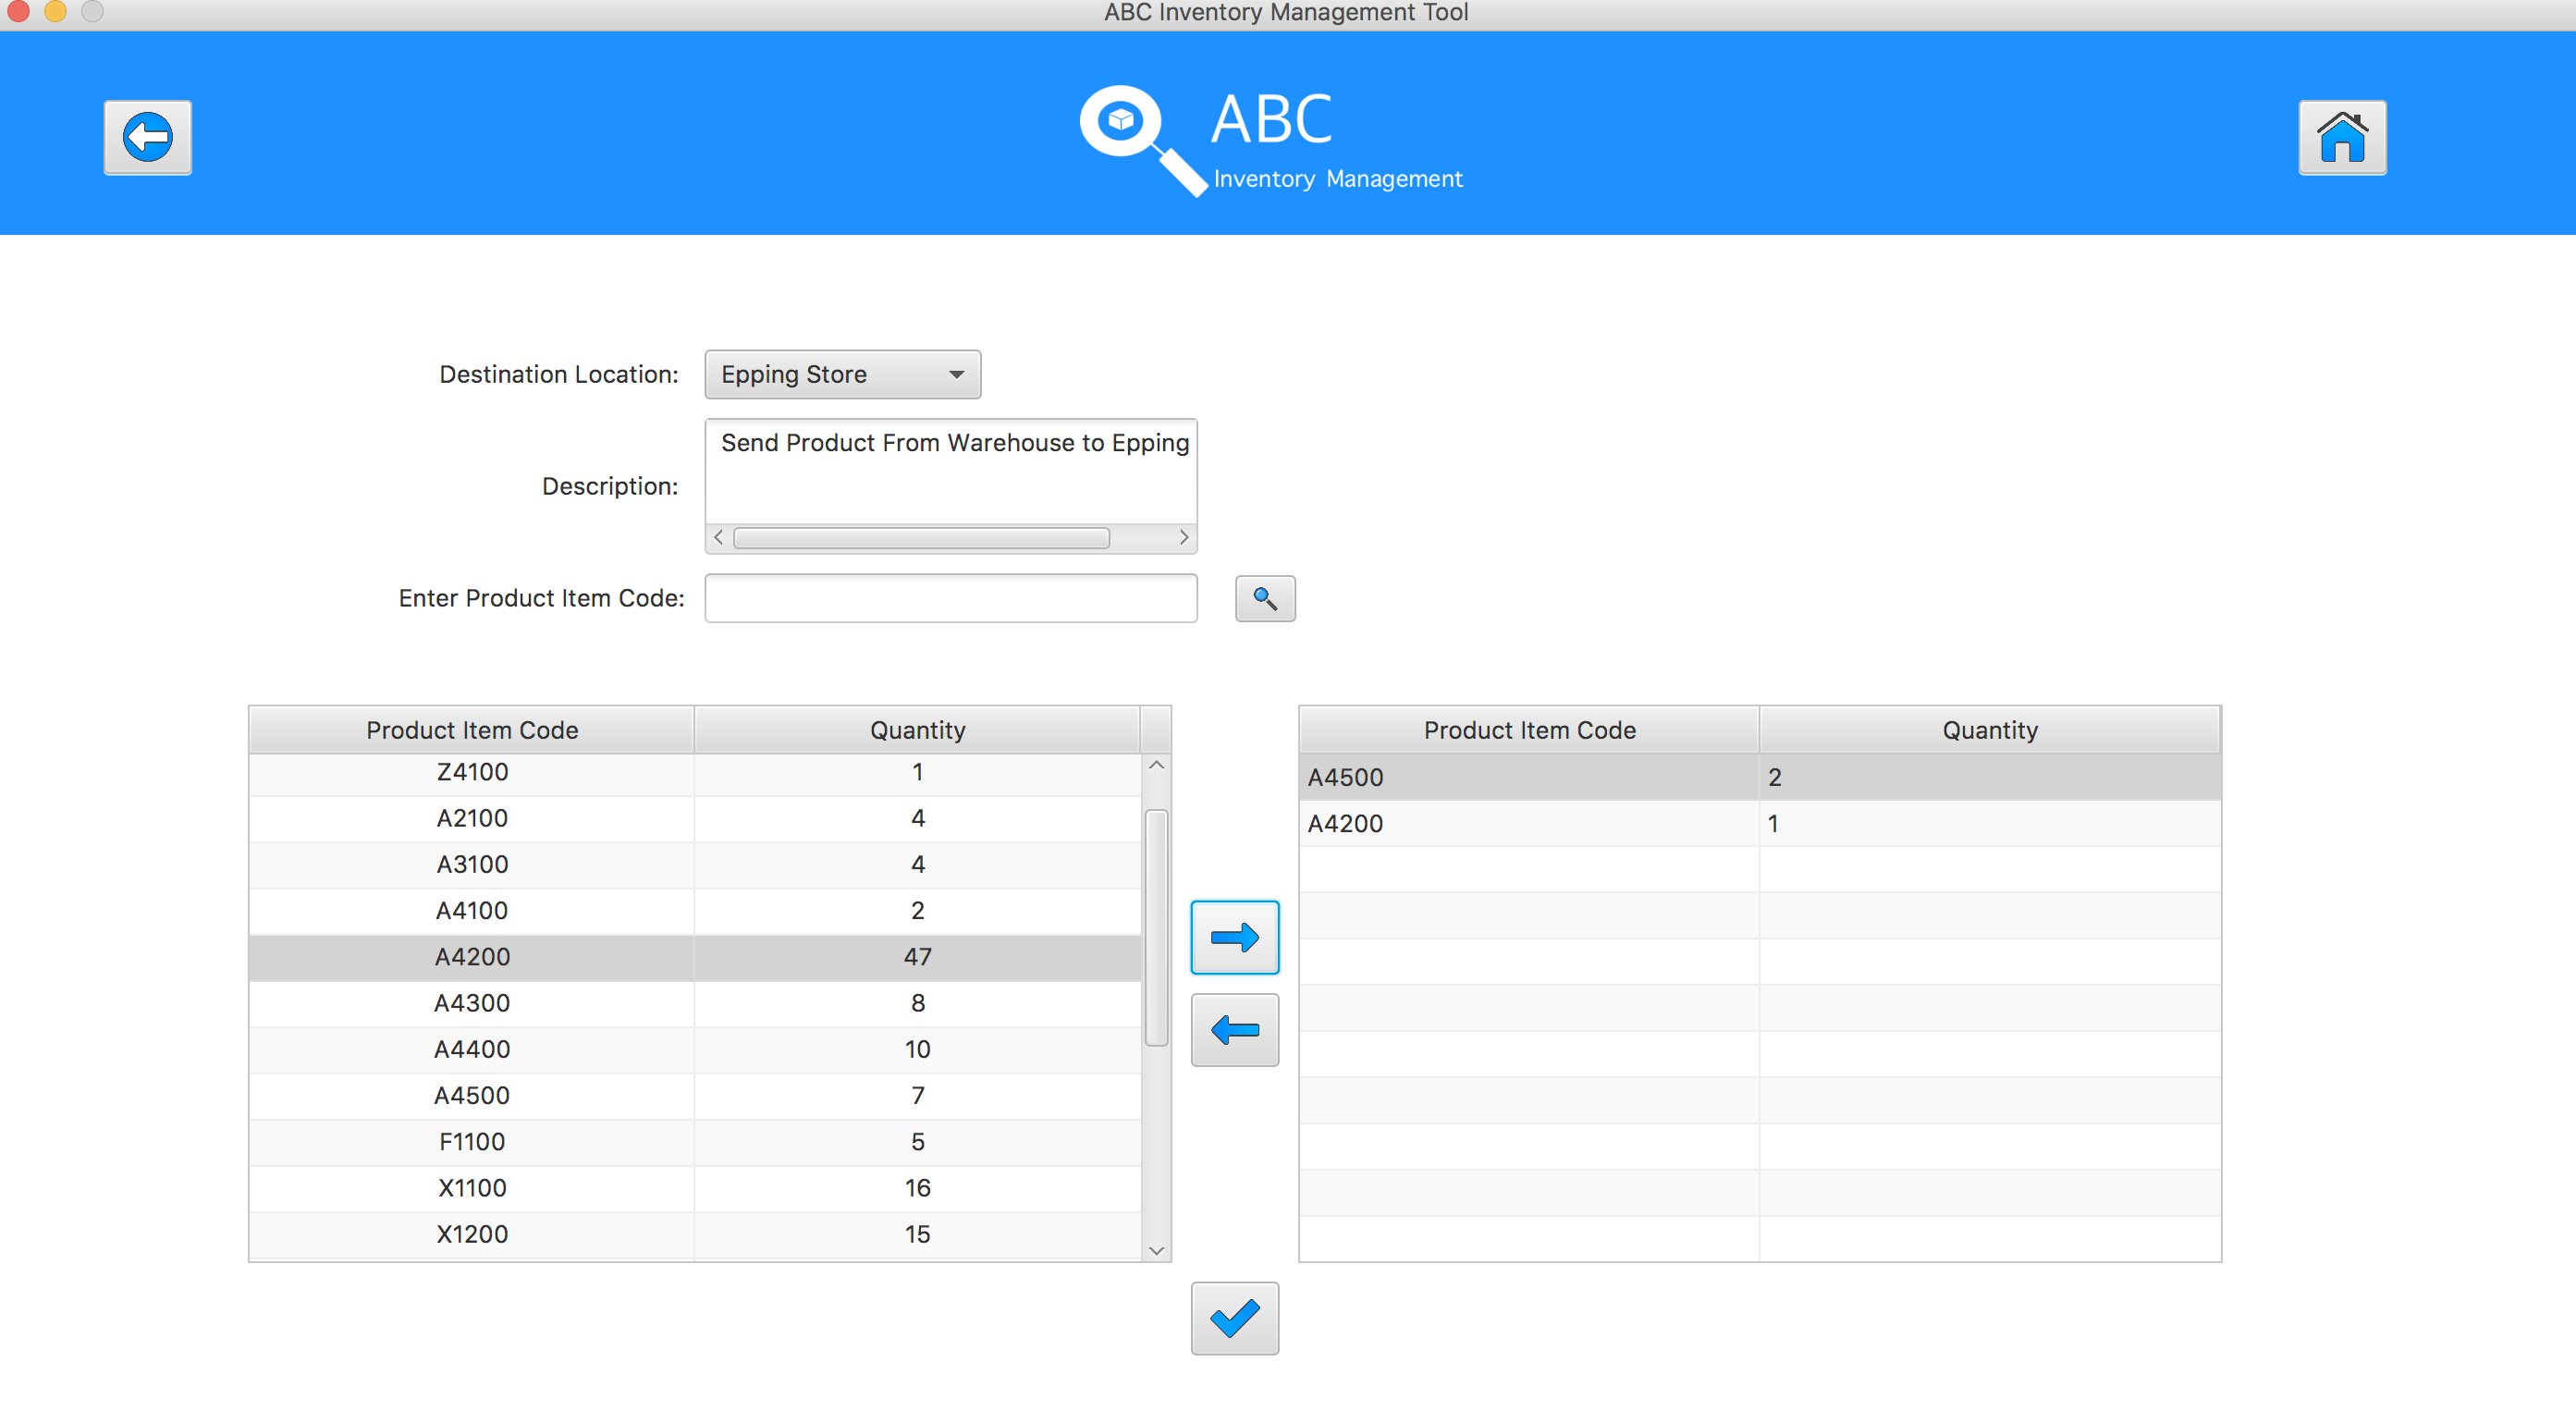 ABC Inventory Management Tool
ABC
Inventory Management
Destination Location: Epping Store
Description: Send Product From Warehouse to Epping
Enter Product Item Code:
Product Item Code Quantity
Z4100 1
A2100 4
A3100 4
A4100 2
A4200 47
A4300 8
A4400 10
A4500 7
F1100 5
X1100 16
X1200 15
Product Item Code Quantity
A4500 2
A4200 1